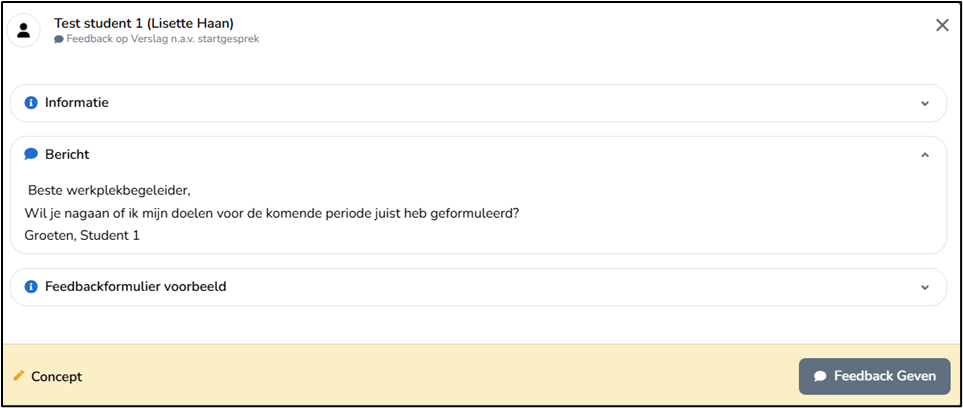 Test student 1 (Lisette Haan)
Feedback op Verslag n.a.v. startgesprek
Informatie
Bericht
Beste werkplekbegeleider,
Wil je nagaan of ik mijn doelen voor de komende periode juist heb geformuleerd?
Groeten, Student 1
Feedbackformulier voorbeeld
Concept
Feedback Geven